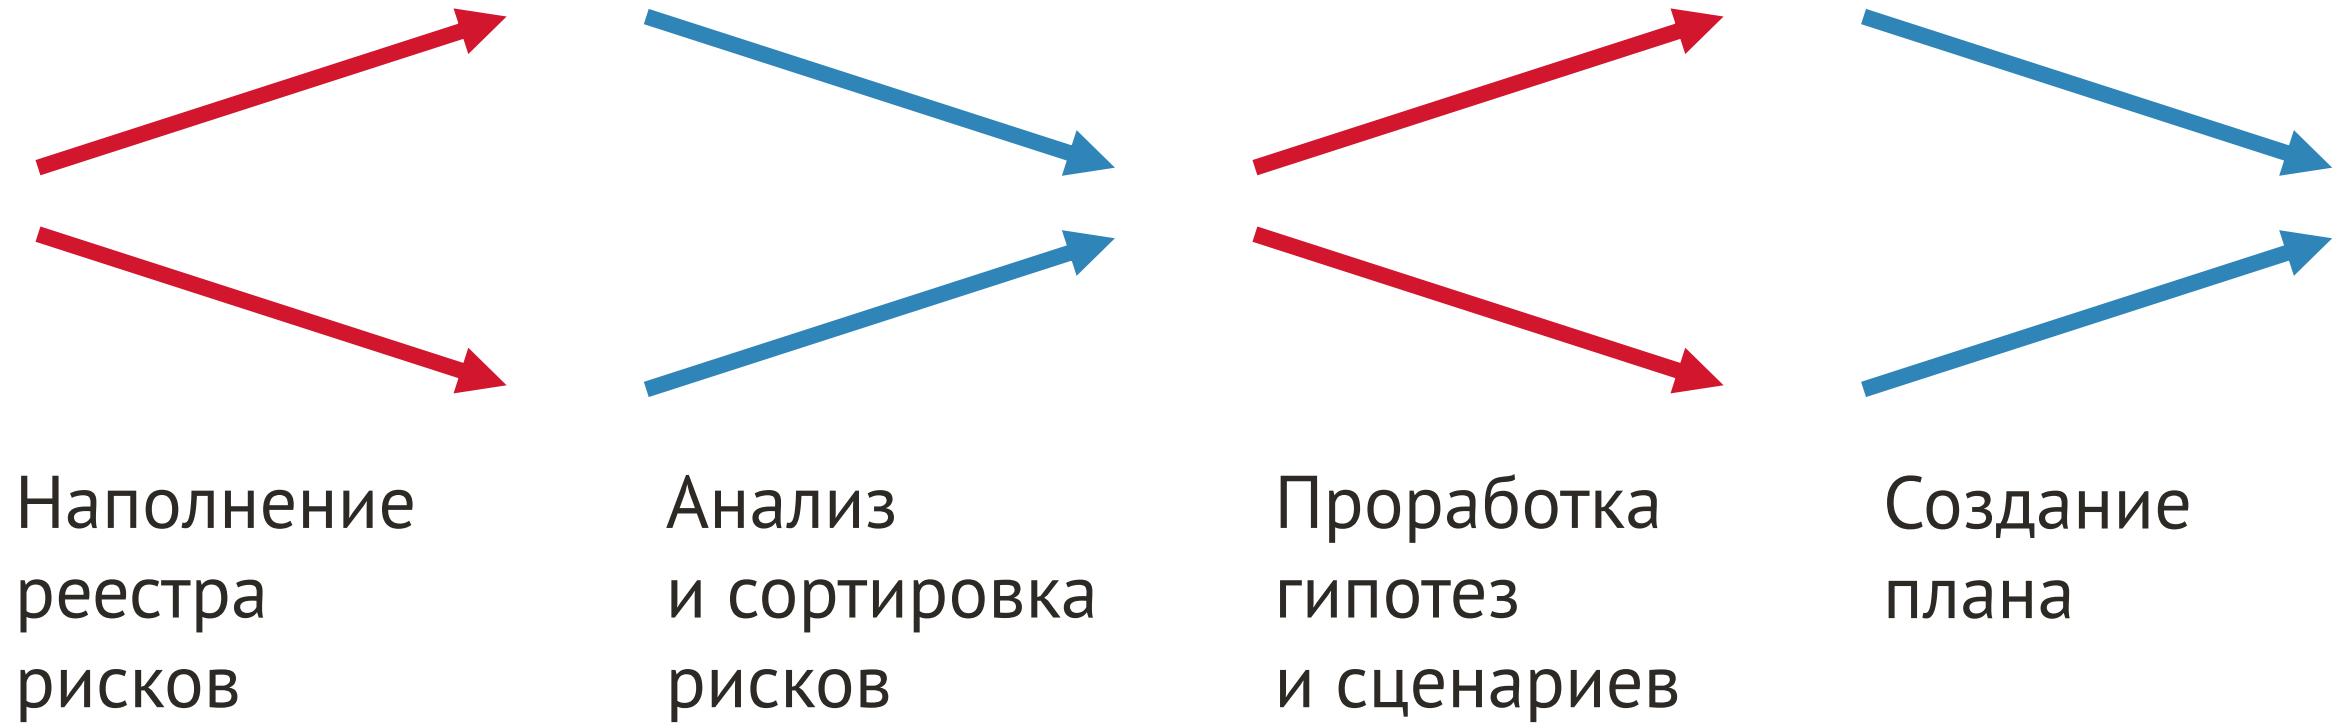 Наполнение
реестра
рисков
Анализ
и сортировка
рисков
Проработка
гипотез
и сценариев
Создание
плана